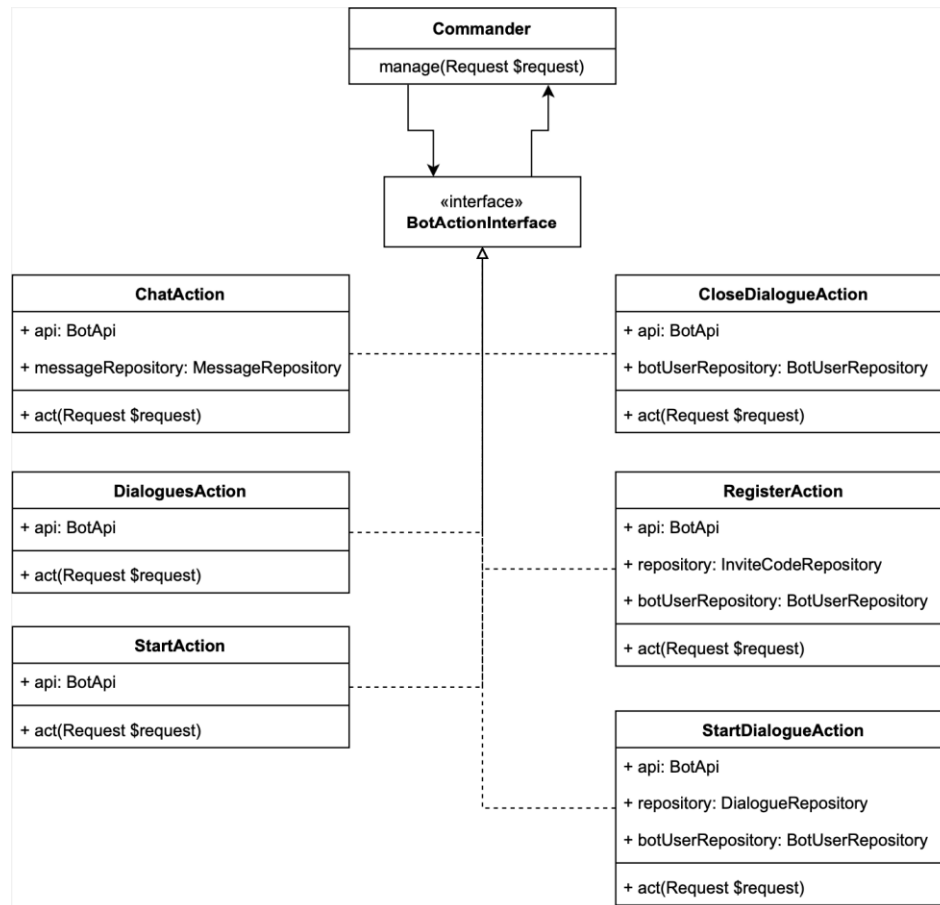 Commander
manage(Request $request)
«interface»
BotActionInterface
ChatAction
+ api: BotApi
+ messageRepository: MessageRepository
+ act(Request $request)
CloseDialogueAction
+ api: BotApi
+ botUserRepository: BotUserRepository
+ act(Request $request)
DialoguesAction
+ api: BotApi
+ act(Request $request)
RegisterAction
+ api: BotApi
+ repository: InviteCodeRepository
+ botUserRepository: BotUserRepository
+ act(Request $request)
StartAction
+ api: BotApi
+ act(Request $request)
StartDialogueAction
+ api: BotApi
+ repository: DialogueRepository
+ botUserRepository: BotUserRepository
+ act(Request $request)